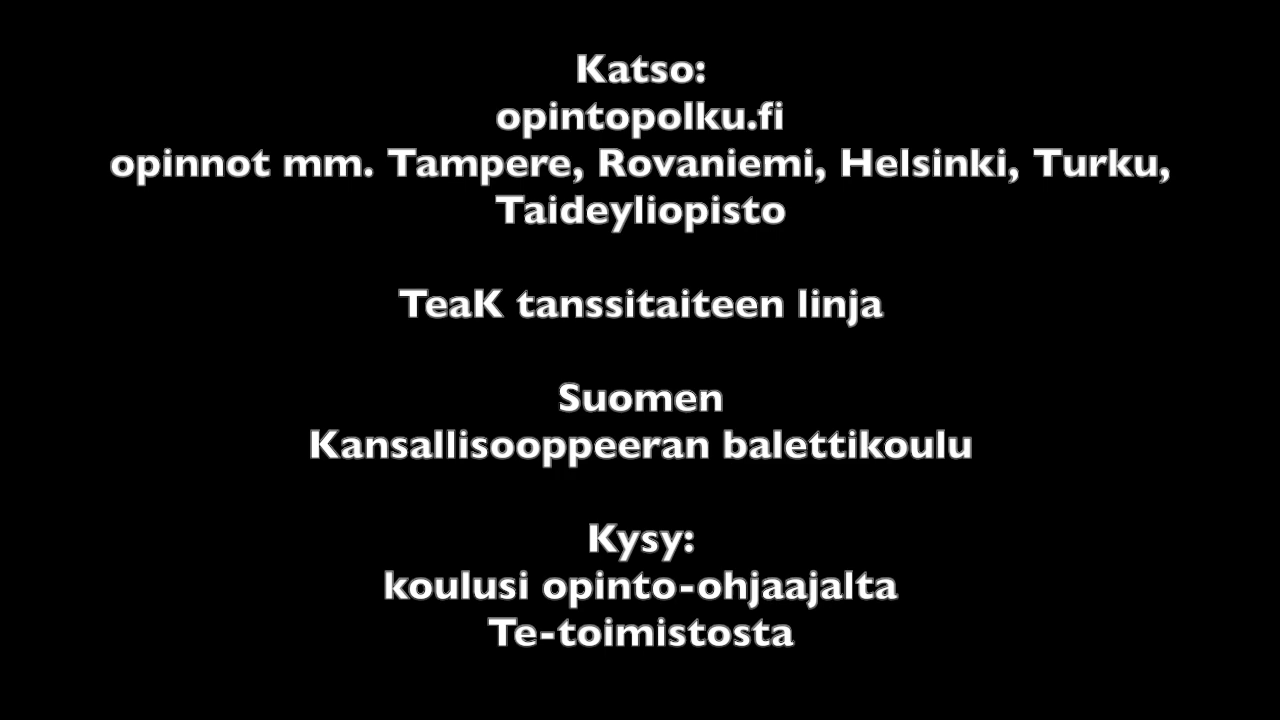 Katso:
opintopolku.fi
opinnot mm. Tampere, Rovaniemi, Helsinki, Turku,
Taideyliopisto
TeaK tanssitaiteen linja
Suomen
Kansallisooppeeran balettikoulu
Kysy:
koulusi opinto-ohjaajalta
Te-toimistosta